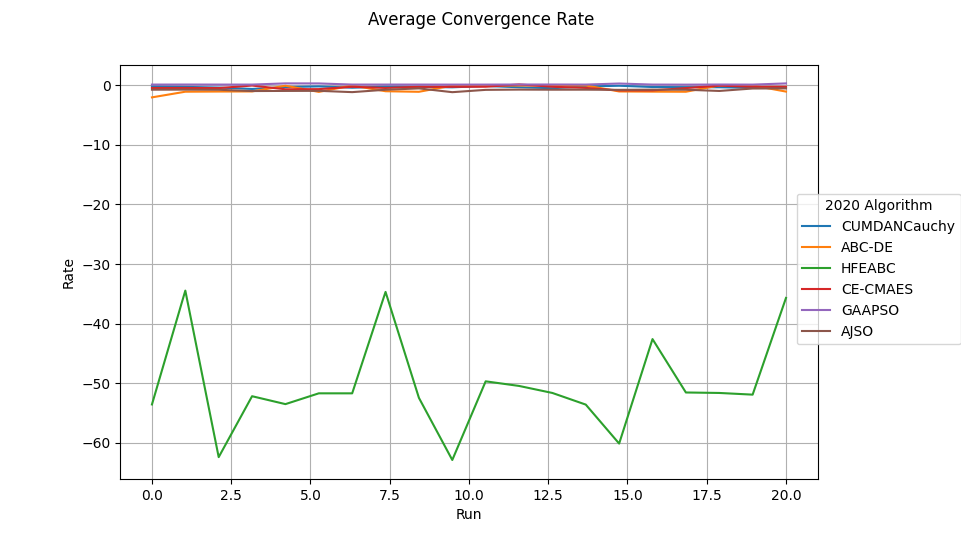 Average Convergence Rate
0
−10
−20
−30
−40
−50
−60
Rate
0.0 2.5 5.0 7.5 10.0 12.5 15.0 17.5 20.0
Run
2020 Algorithm
CUMDANCauchy
ABC-DE
HFEABC
CE-CMAES
GAAPSO
AJSO